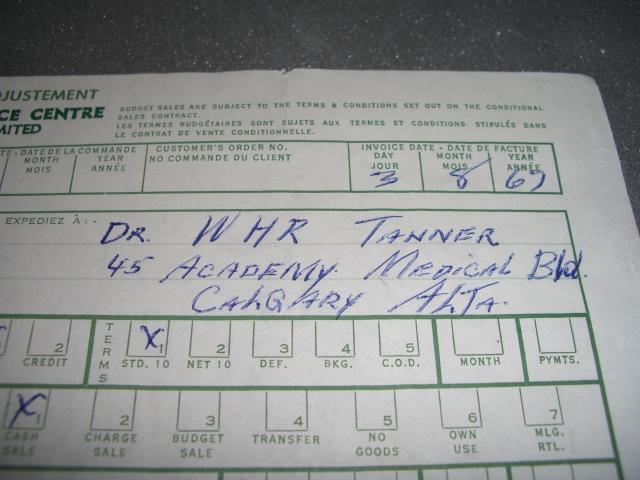 DJUSTEMENT
CE CENTRE
MITED
BUDGET SALES ARE SUBJECT TO THE TERMS & CONDITIONS SET OUT ON THE CONDITIONAL
SALES CONTRACT.
LES TERMES BUDGÉTAIRES SONT SUJETS AUX TERMES ET CONDITIONS STIPULÉS DANS
LE CONTRAT DE VENTE CONDITIONNELLE.
TE - DATE DE LA COMMANDE
MONTH YEAR
MOIS ANNÉE
CUSTOMER'S ORDER NO.
NO COMMANDE DU CLIENT
INVOICE DATE - DATE DE FACTURE
DAY MONTH YEAR
JOUR MOIS ANNÉE
3 8 67
EXPEDIEZ À : -
DR. WHR TANNER
45 ACADEMY MEDICAL Bld.
CALGARY ALTA.
TERMS
2 X 1 2 3 4 5
CREDIT STD. 10 NET 10 DEF. BKG. C.O.D. MONTH PYMTS.
X 1 2 3 4 5 6 7
CASH CHARGE BUDGET TRANSFER NO OWN MLG.
SALE SALE SALE GOODS USE RTL.